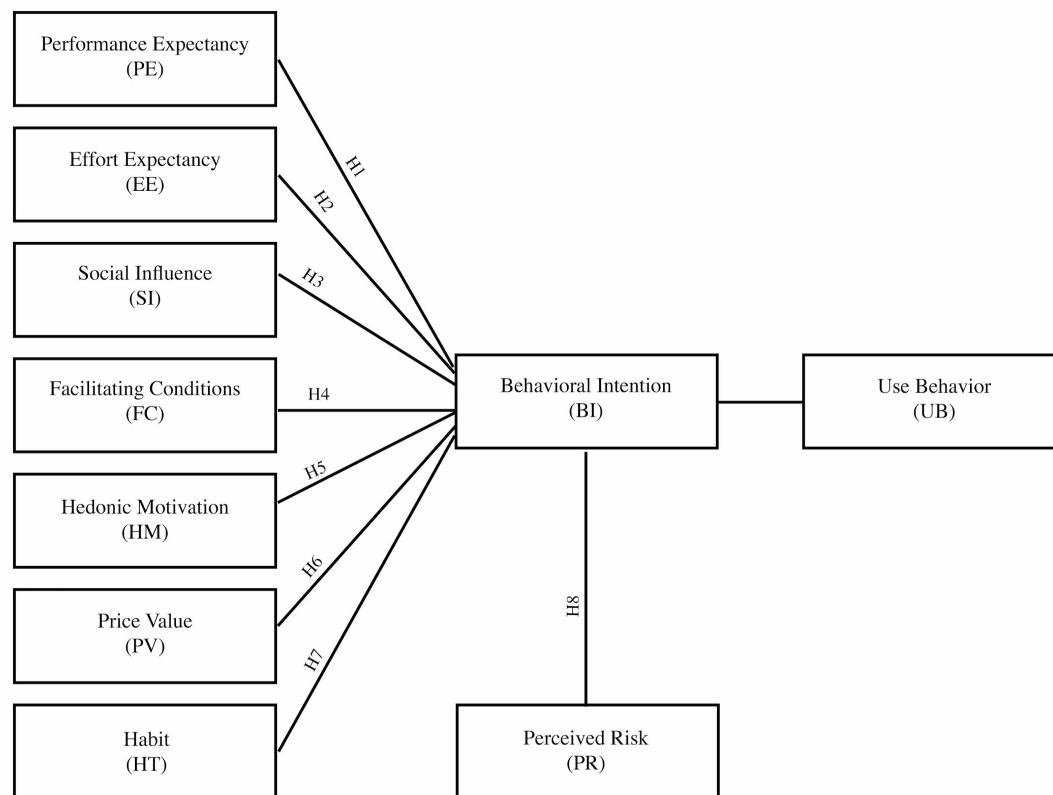 Performance Expectancy
(PE)
Effort Expectancy
(EE)
Social Influence
(SI)
Facilitating Conditions
(FC)
Hedonic Motivation
(HM)
Price Value
(PV)
Habit
(HT)
H1
H2
H3
H4
H5
H6
H7
Behavioral Intention
(BI)
H8
Perceived Risk
(PR)
Use Behavior
(UB)